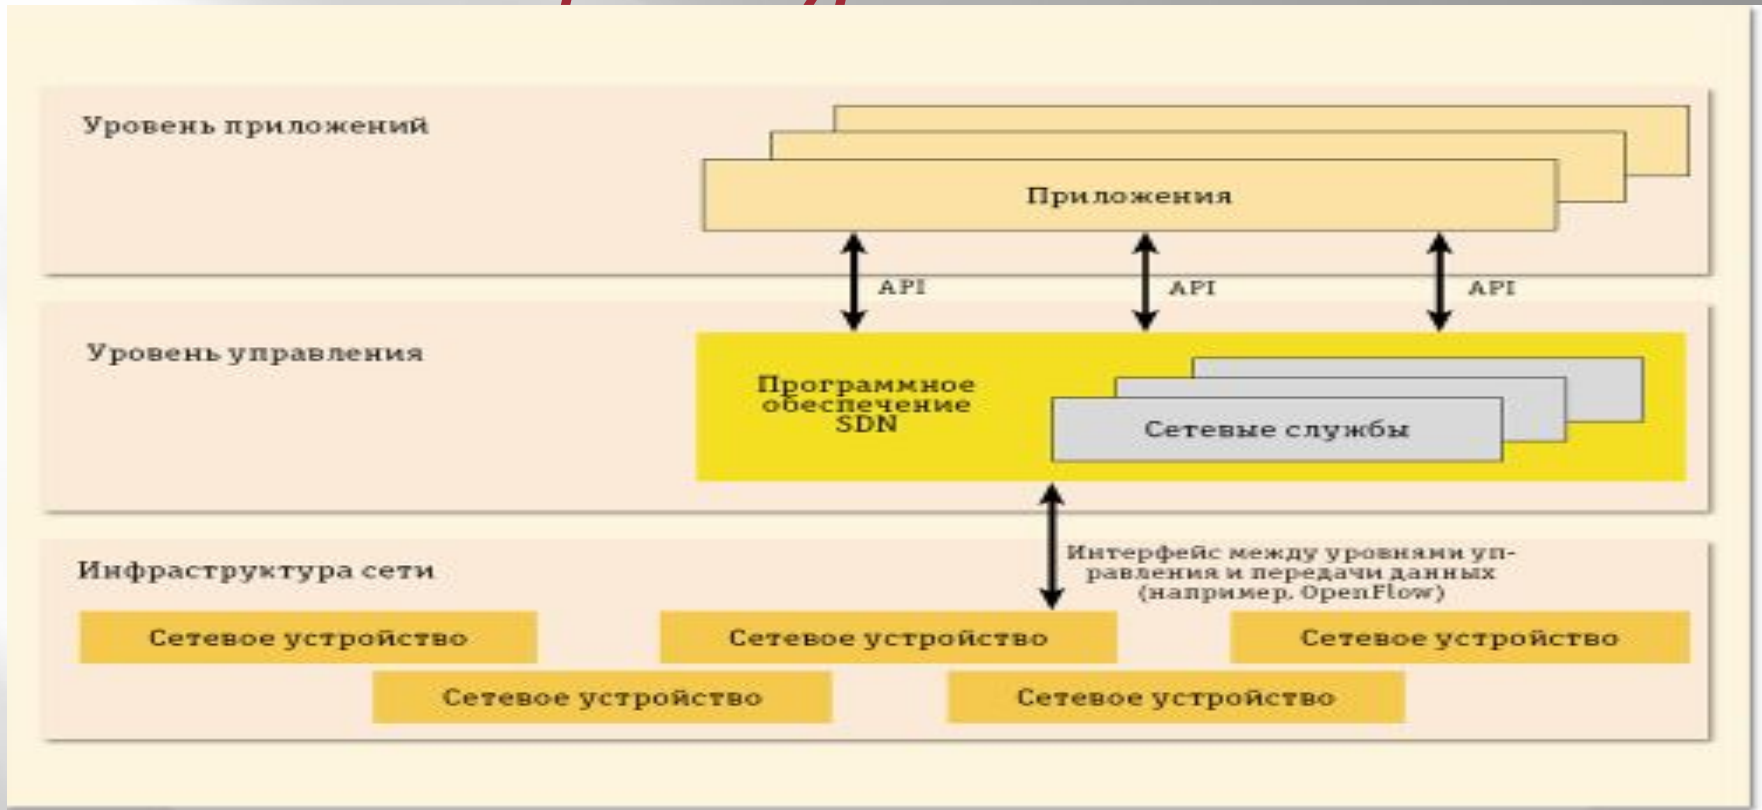 Уровень приложений
Приложения
API
API
API
Уровень управления
Программное
обеспечение
SDN
Сетевые службы
Интерфейс между уровнями уп-
равления и передачи данных
(например, OpenFlow)
Инфраструктура сети
Сетевое устройство
Сетевое устройство
Сетевое устройство
Сетевое устройство
Сетевое устройство